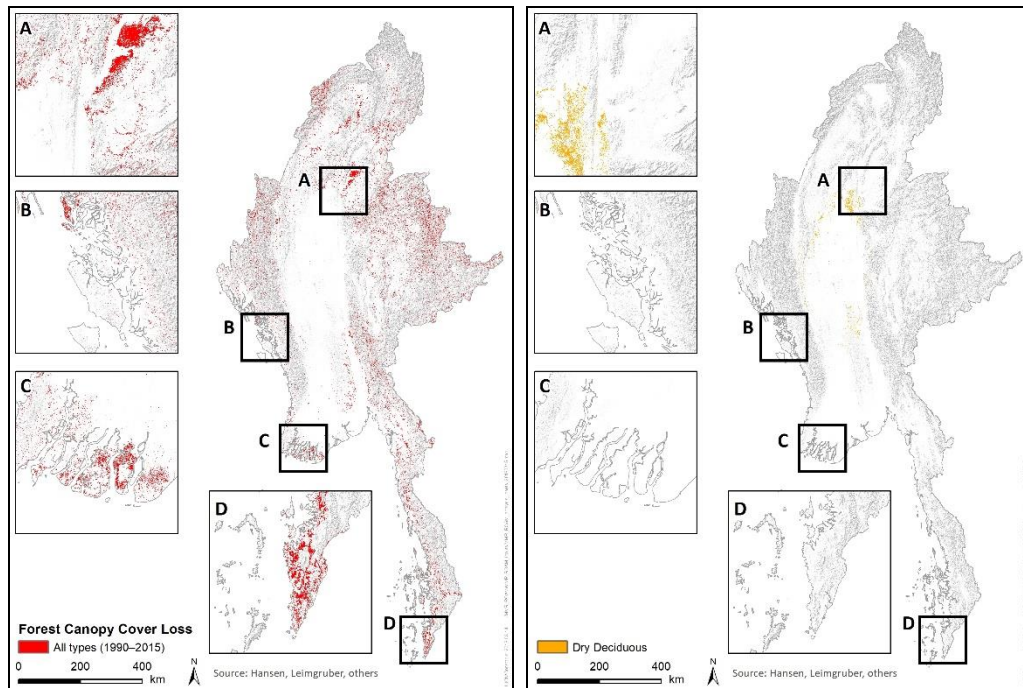 A
B
C
A
B
C
D
D
Forest Canopy Cover Loss
All types (1990–2015)
0 200 400
km
N
Source: Hansen, Leimgruber, others
A
B
C
A
B
C
D
D
Dry Deciduous
0 200 400
km
N
Source: Hansen, Leimgruber, others